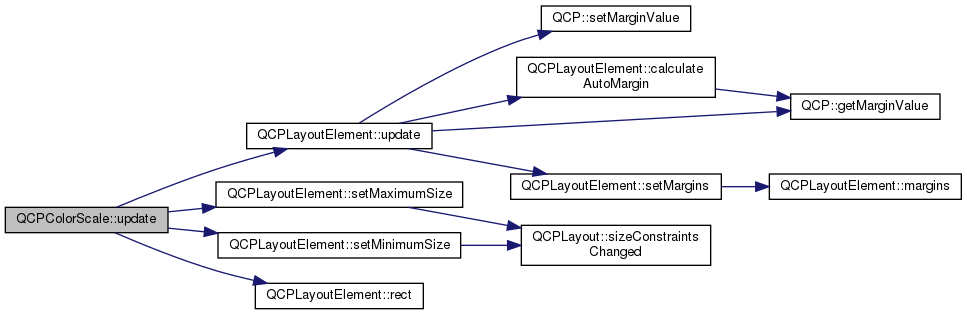 QCP::setMarginValue
QCPLayoutElement::calculate
AutoMargin
QCP::getMarginValue
QCPLayoutElement::update
QCPLayoutElement::setMargins
QCPLayoutElement::margins
QCPLayoutElement::setMaximumSize
QCPColorScale::update
QCPLayout::sizeConstraints
Changed
QCPLayoutElement::setMinimumSize
QCPLayoutElement::rect